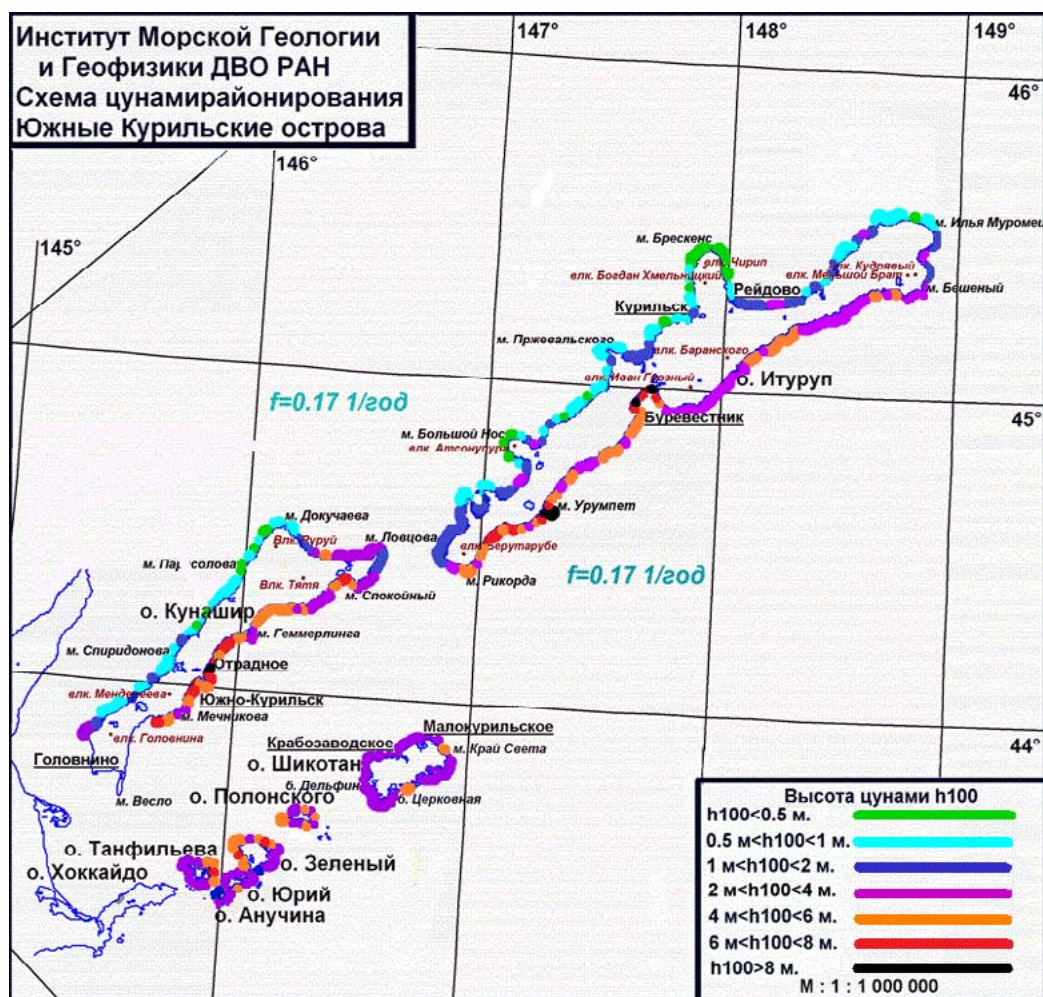 Институт Морской Геологии
и Геофизики ДВО РАН
Схема цунамирайонирования
Южные Курильские острова
147°
148°
149°
46°
146°
145°
м. Илья Муромец
м. Брескенс
влк. Чирип
влк. Богдан Хмельницкий
влк. Кудрявый
влк. Меньшой Брат
Рейдово
м. Бешеный
Курильск
м. Пржевальского
влк. Баранского
влк. Иван Грозный
о. Итуруп
f=0.17 1/год
Буревестник
45°
м. Большой Нос
влк. Атсонупури
м. Урумпет
м. Докучаева
Влк. Руруй
м. Ловцова
влк. Берутарубе
м. Рикорда
f=0.17 1/год
Влк. Тятя
м. Спокойный
о. Кунашир
м. Геммерлинга
м. Спиридонова
Отрадное
влк. Менделеева
Южно-Курильск
м. Мечникова
влк. Головнина
Головнино
Малокурильское
Крабозаводское
м. Край Света
44°
о. Шикотан
м. Весло
б. Дельфин
б. Церковная
о. Полонского
о. Танфильева
о. Зеленый
о. Хоккайдо
о. Юрий
о. Анучина
Высота цунами h100
h100<0.5 м.
0.5 м<h100<1 м.
1 м<h100<2 м.
2 м<h100<4 м.
4 м<h100<6 м.
6 м<h100<8 м.
h100>8 м.
М : 1 : 1 000 000